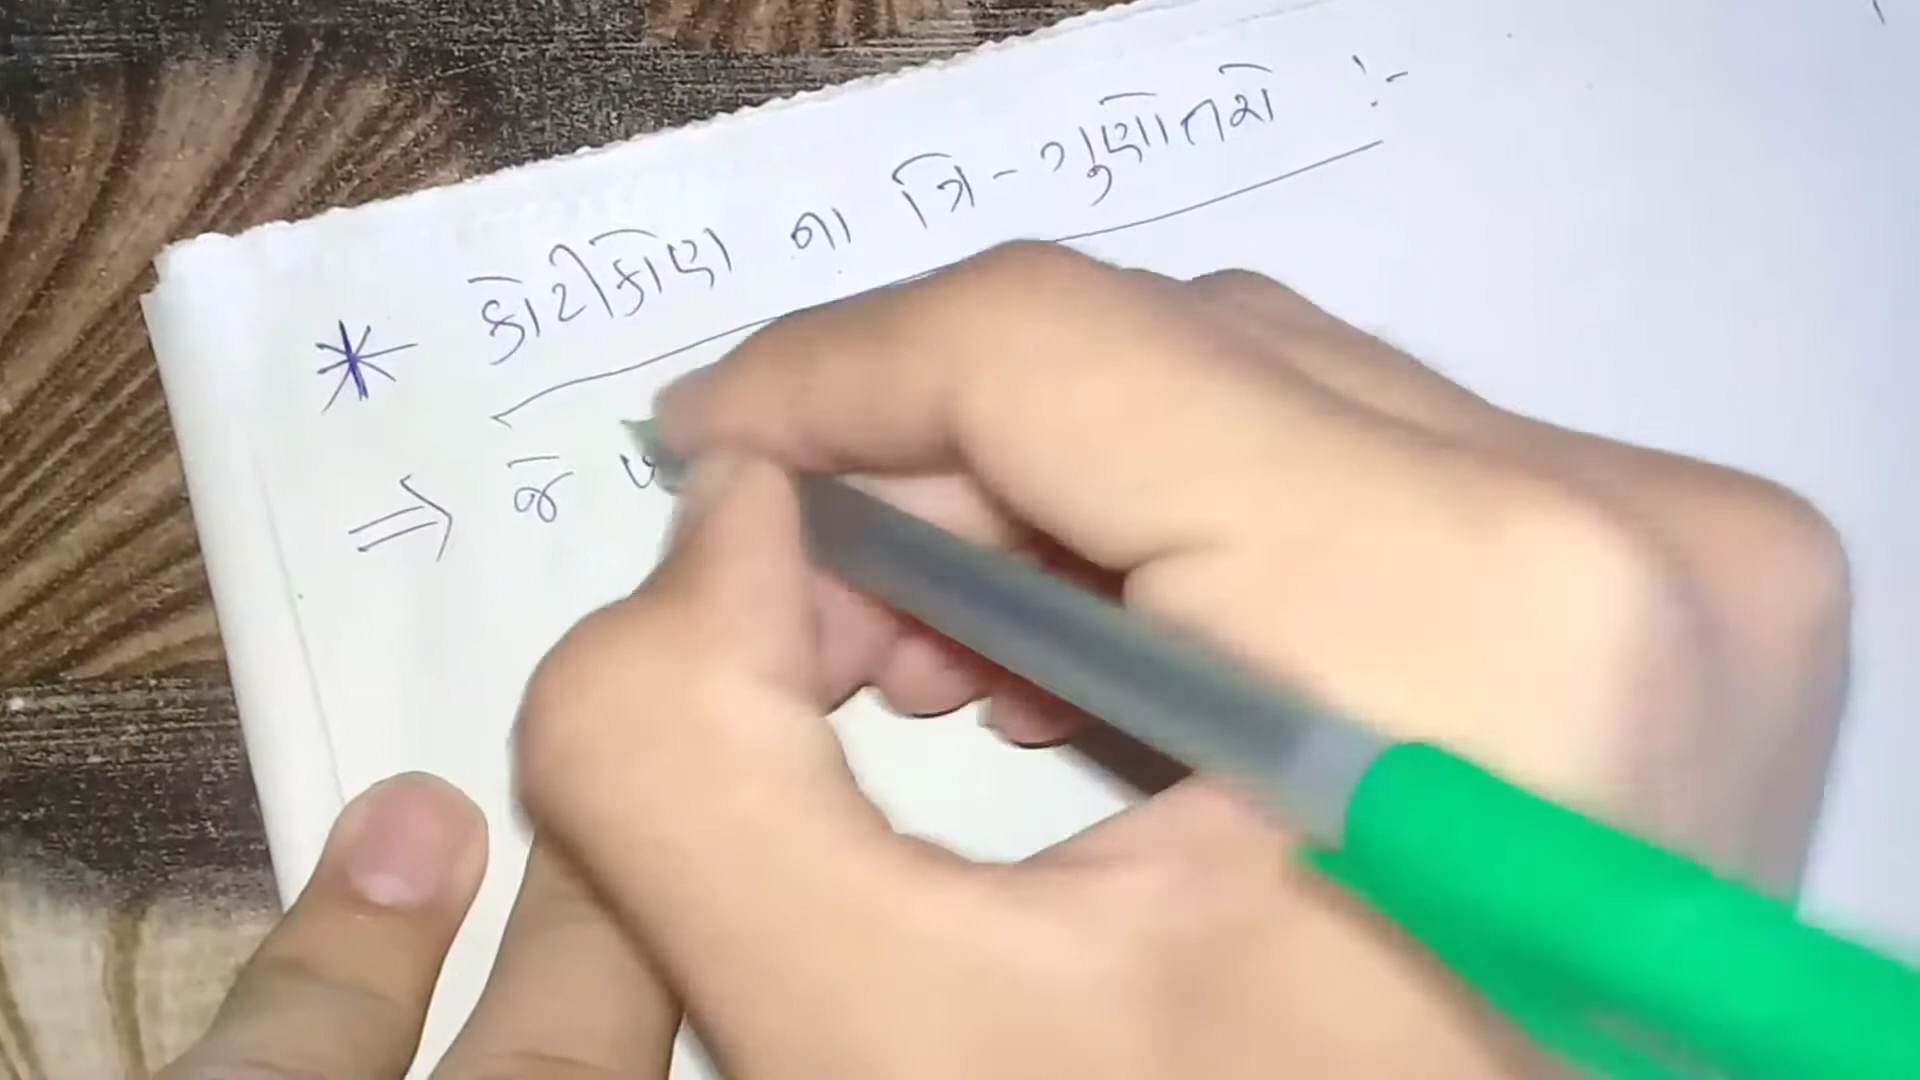 * કોટીકોણ ના ત્રિ-ગુણોતરો :-
⇒ જે